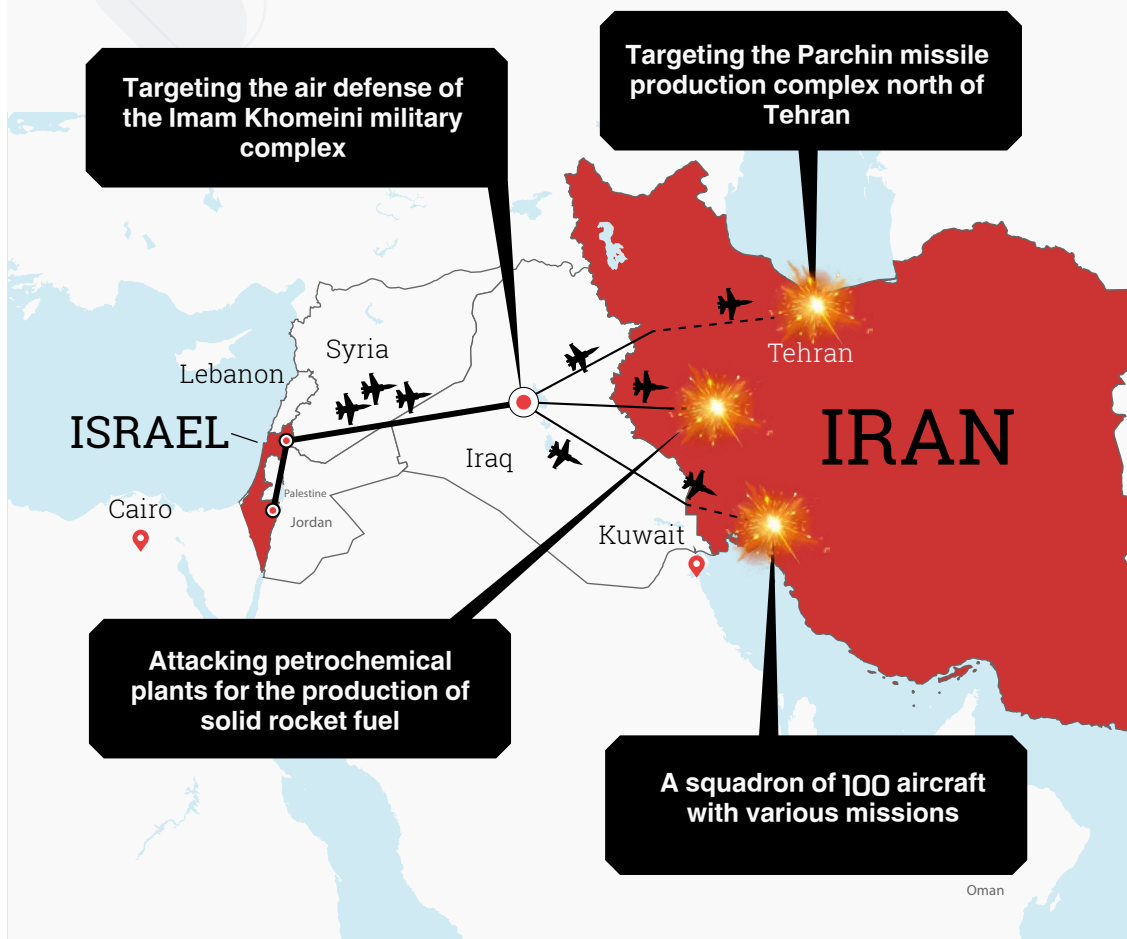 Targeting the air defense of
the Imam Khomeini military
complex
Targeting the Parchin missile
production complex north of
Tehran
Syria
Lebanon
ISRAEL
Tehran
IRAN
Iraq
Palestine
Cairo
Jordan
Kuwait
Attacking petrochemical
plants for the production of
solid rocket fuel
A squadron of 100 aircraft
with various missions
Oman